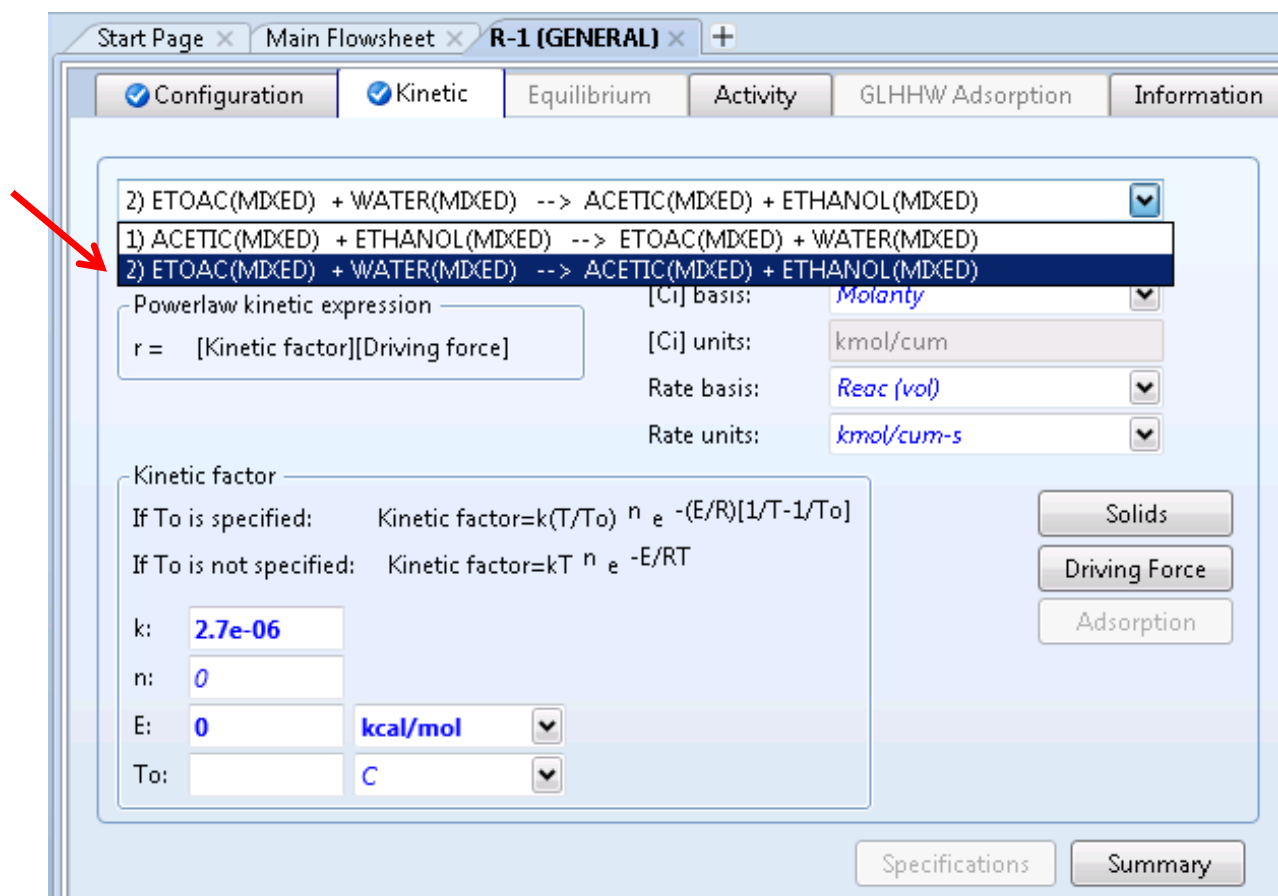 Start Page Main Flowsheet R-1 (GENERAL) +
Configuration Kinetic Equilibrium Activity GLHHW Adsorption Information
2) ETOAC(MIXED) + WATER(MIXED) --> ACETIC(MIXED) + ETHANOL(MIXED)
1) ACETIC(MIXED) + ETHANOL(MIXED) --> ETOAC(MIXED) + WATER(MIXED)
2) ETOAC(MIXED) + WATER(MIXED) --> ACETIC(MIXED) + ETHANOL(MIXED)
Powerlaw kinetic expression
r = [Kinetic factor][Driving force]
[Ci] basis: Molarity
[Ci] units: kmol/cum
Rate basis: Reac (vol)
Rate units: kmol/cum-s
Kinetic factor
If To is specified: Kinetic factor=k(T/To) n e -(E/R)[1/T-1/To]
If To is not specified: Kinetic factor=kT n e -E/RT
k: 2.7e-06
n: 0
E: 0 kcal/mol
To: C
Solids
Driving Force
Adsorption
Specifications Summary